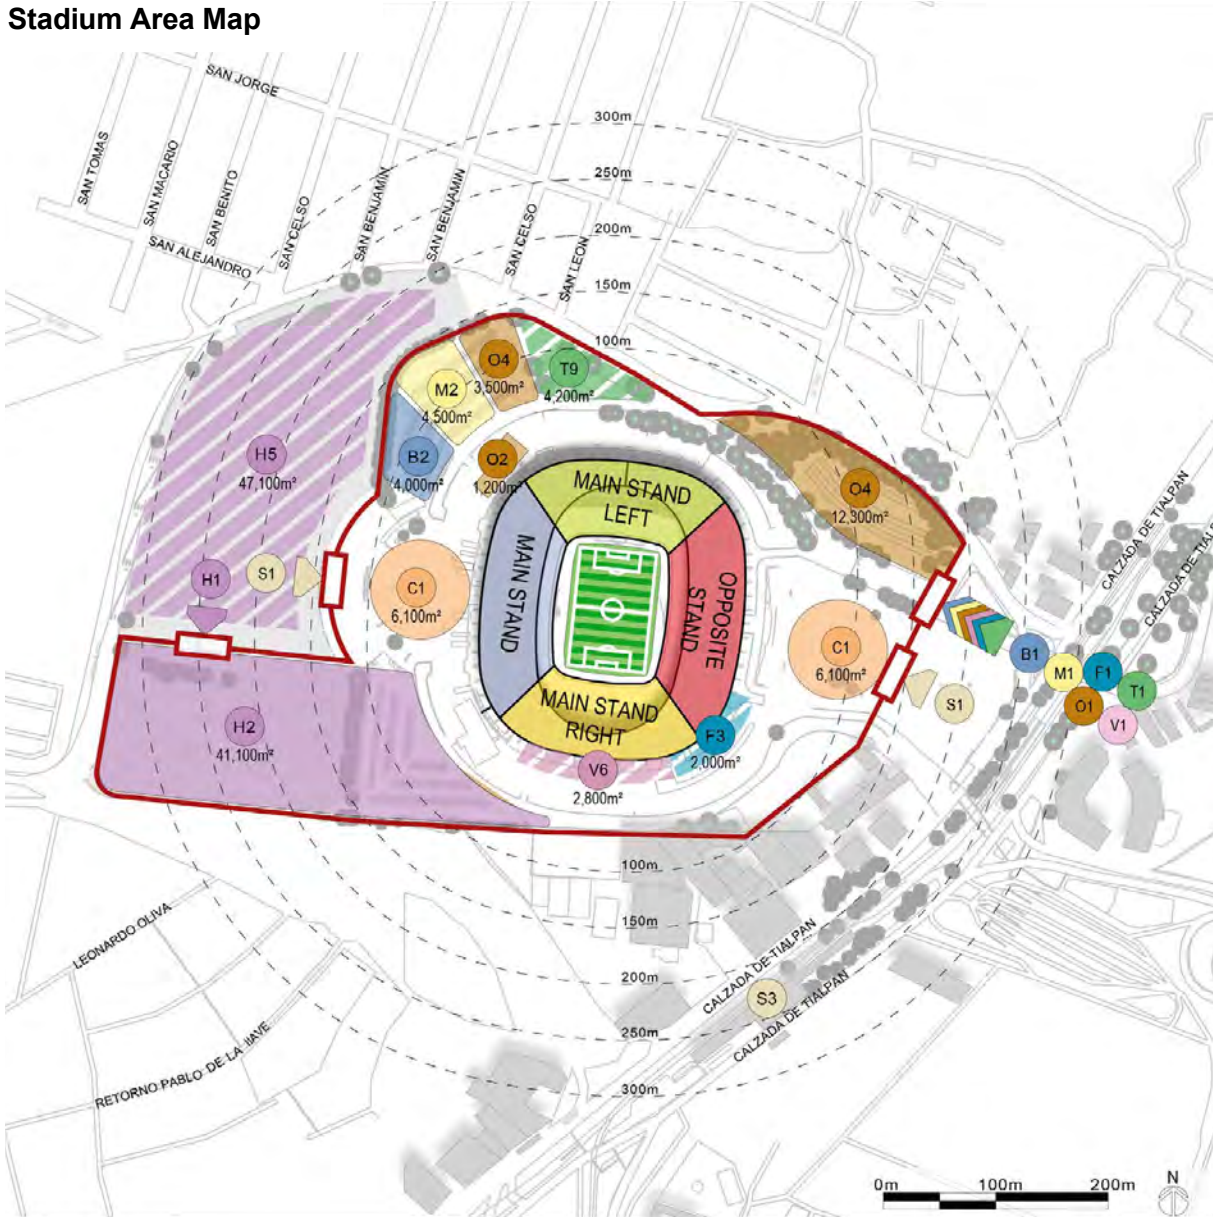 Stadium Area Map
SAN JORGE
300m
SAN TOMAS
SAN MACARIO
SAN BENITO
SAN CELSO
SAN BENJAMIN
SAN BENJAMIN
SAN CELSO
SAN LEON
250m
SAN ALEJANDRO
200m
150m
100m
O4
3,500m²
T9
4,200m²
M2
4,500m²
B2
4,000m²
O2
1,200m²
H5
47,100m²
O4
12,300m²
MAIN STAND
LEFT
MAIN STAND
OPPOSITE
STAND
MAIN STAND
RIGHT
CALZADA DE TIALPAN
CALZADA DE TIALP
H1
S1
C1
6,100m²
C1
6,100m²
B1
M1
F1
T1
O1
V1
S1
H2
41,100m²
F3
2,000m²
V6
2,800m²
100m
150m
200m
250m
300m
LEONARDO OLIVA
RETORNO PABLO DE LA IIAVE
CALZADA DE TIALPAN
S3
CALZADA DE TIALPAN
0m
100m
200m
N